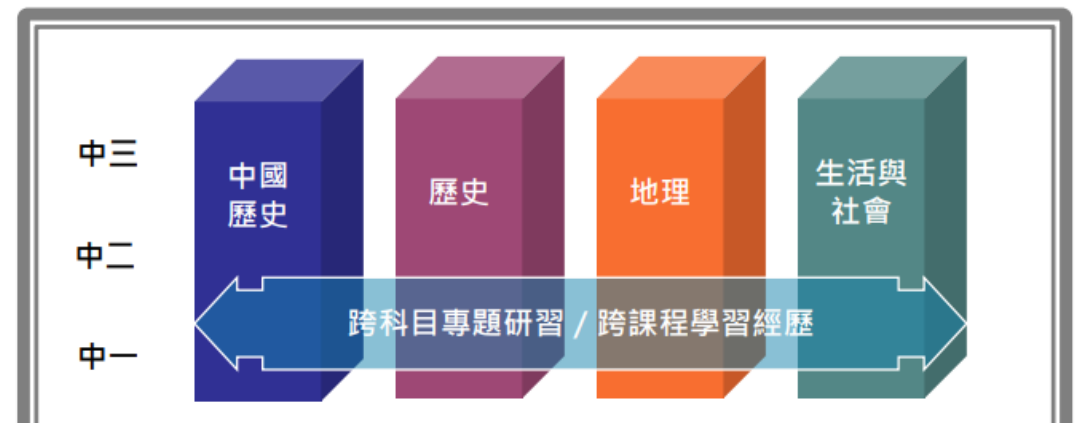 中三
中國
歷史
歷史
地理
生活與
社會
中二
跨科目專題研習 / 跨課程學習經歷
中一